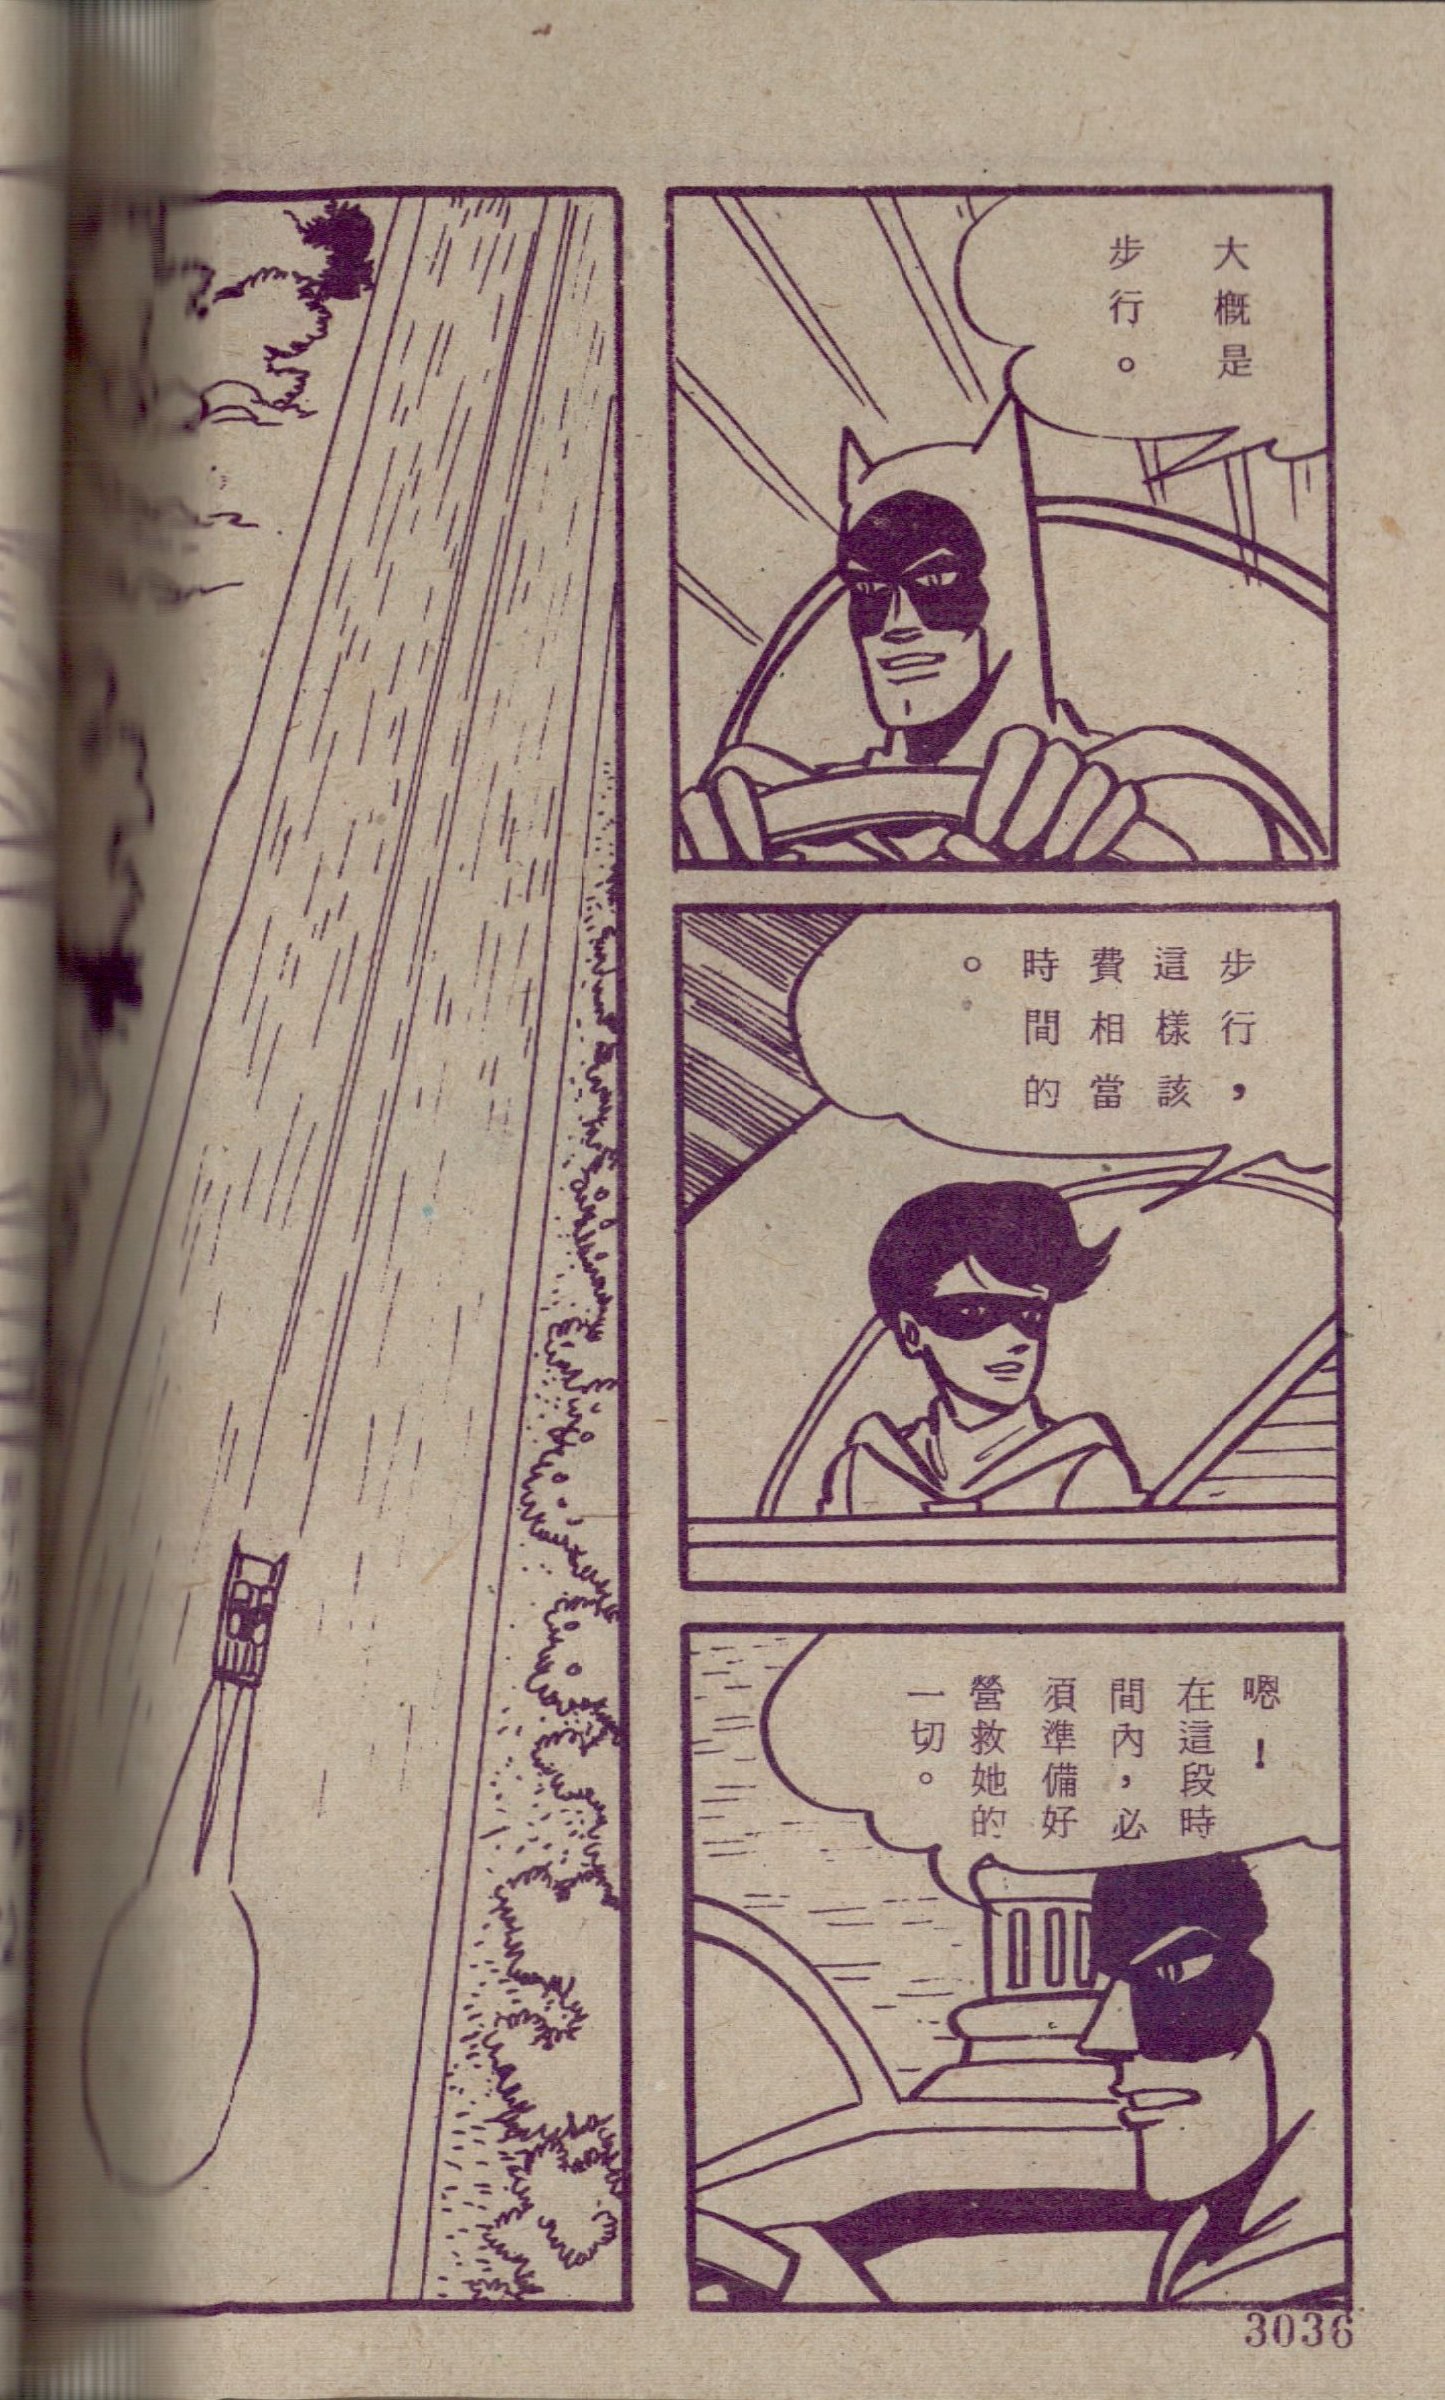 大概是
步行。
步行，
這樣該
費相當
時間的
。
嗯！
在這段時
間內，必
須準備好
營救她的
一切。
3036